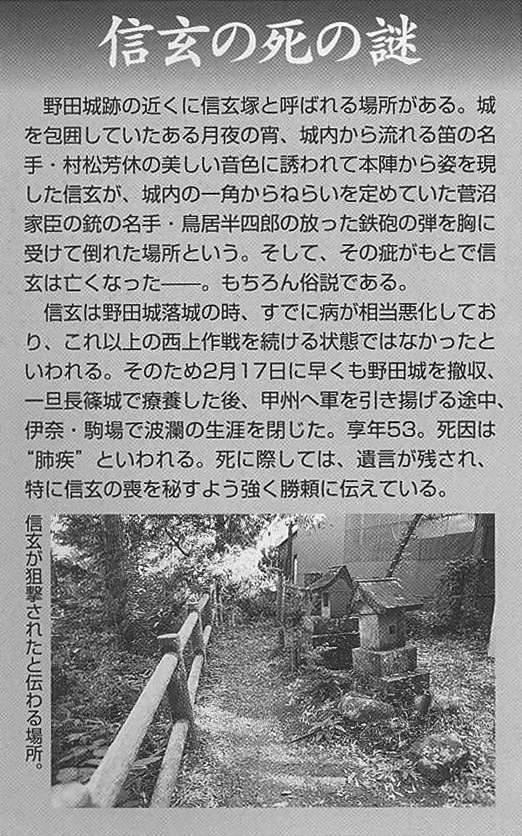 信玄の死の謎
野田城跡の近くに信玄塚と呼ばれる場所がある。城
を包囲していたある月夜の宵、城内から流れる笛の名
手・村松芳休の美しい音色に誘われて本陣から姿を現
した信玄が、城内の一角からねらいを定めていた菅沼
家臣の銃の名手・鳥居半四郎の放った鉄砲の弾を胸に
受けて倒れた場所という。そして、その疵がもとで信
玄は亡くなった――。もちろん俗説である。
信玄は野田城落城の時、すでに病が相当悪化してお
り、これ以上の西上作戦を続ける状態ではなかったと
いわれる。そのため2月17日に早くも野田城を撤収、
一旦長篠城で療養した後、甲州へ軍を引き揚げる途中、
伊奈・駒場で波瀾の生涯を閉じた。享年53。死因は
“肺疾”といわれる。死に際しては、遺言が残され、
特に信玄の喪を秘すよう強く勝頼に伝えている。
信玄が狙撃されたと伝わる場所。